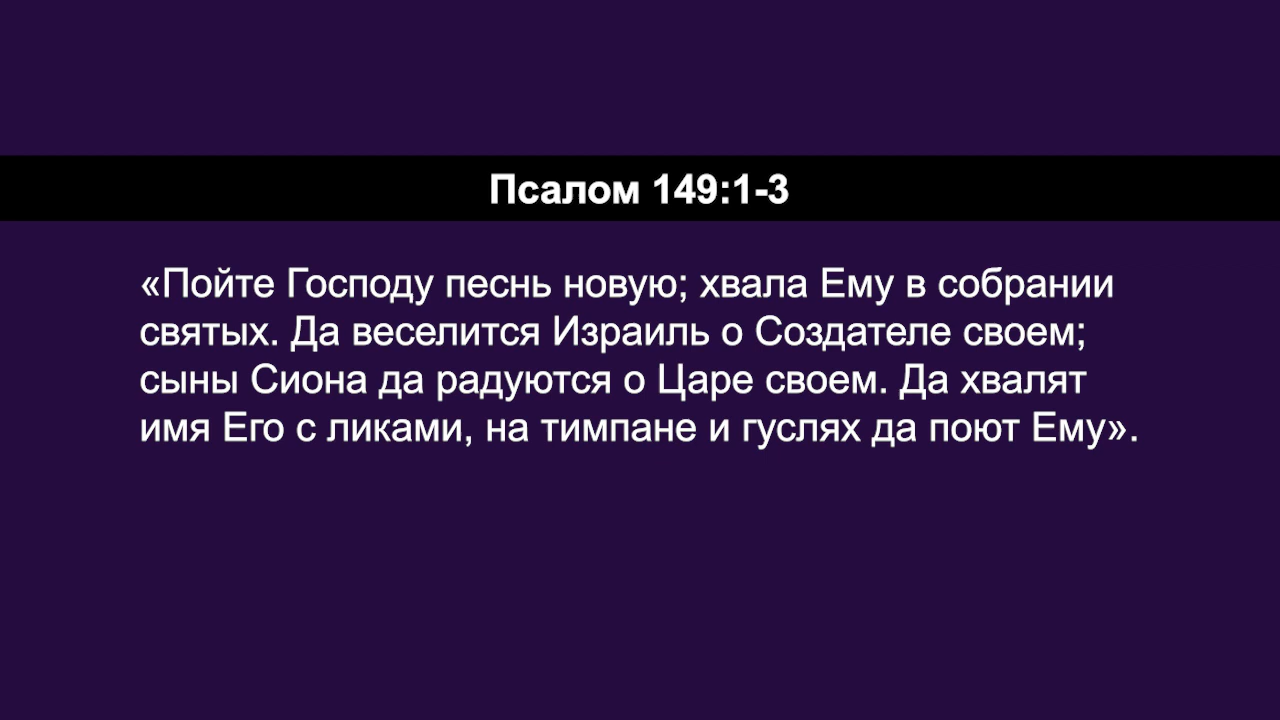 Псалом 149:1-3
«Пойте Господу песнь новую; хвала Ему в собрании
святых. Да веселится Израиль о Создателе своем;
сыны Сиона да радуются о Царе своем. Да хвалят
имя Его с ликами, на тимпане и гуслях да поют Ему».